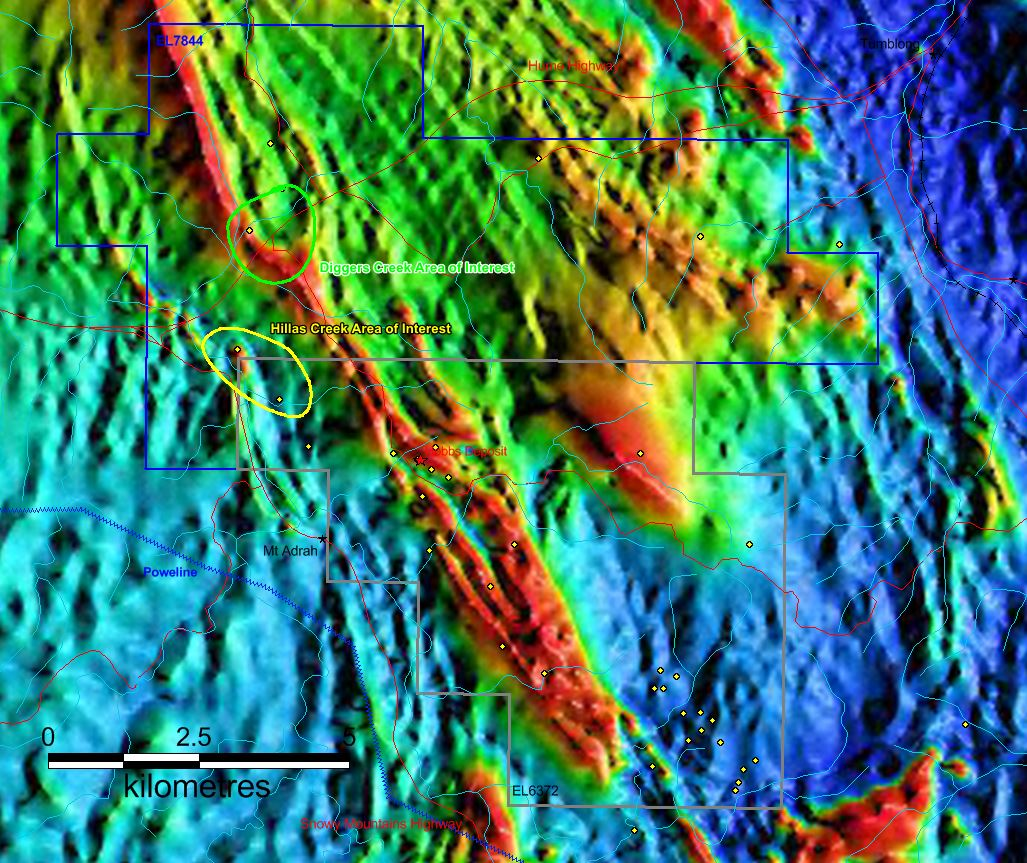 EL7844
Tumblong
Hume Highway
Diggers Creek Area of Interest
Hillas Creek Area of Interest
Deposit
Mt Adrah
Poweline
0 2.5 5
kilometres
EL6372
Snowy Mountains Highway